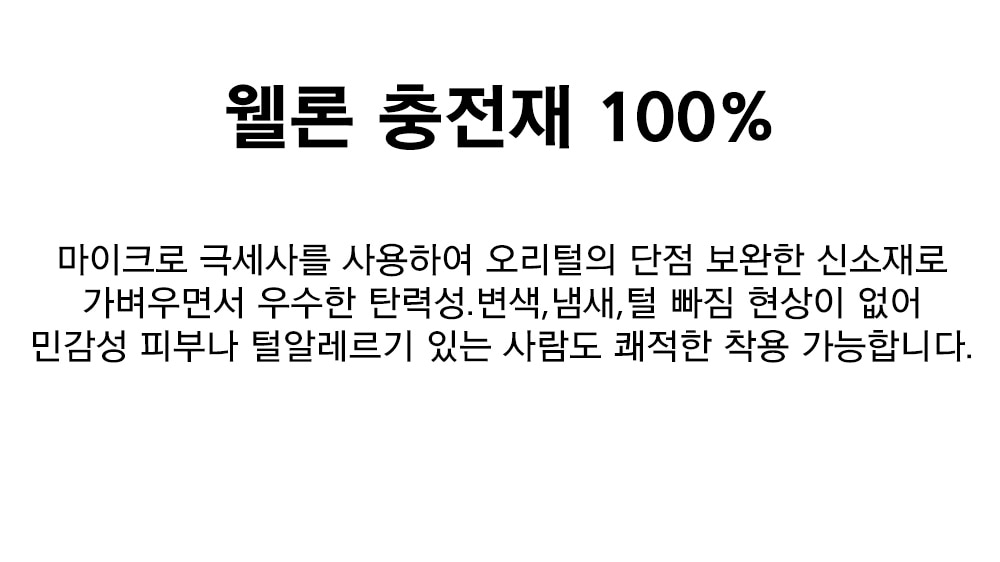 웰론 충전재 100%
마이크로 극세사를 사용하여 오리털의 단점 보완한 신소재로
가벼우면서 우수한 탄력성.변색,냄새,털 빠짐 현상이 없어
민감성 피부나 털알레르기 있는 사람도 쾌적한 착용 가능합니다.